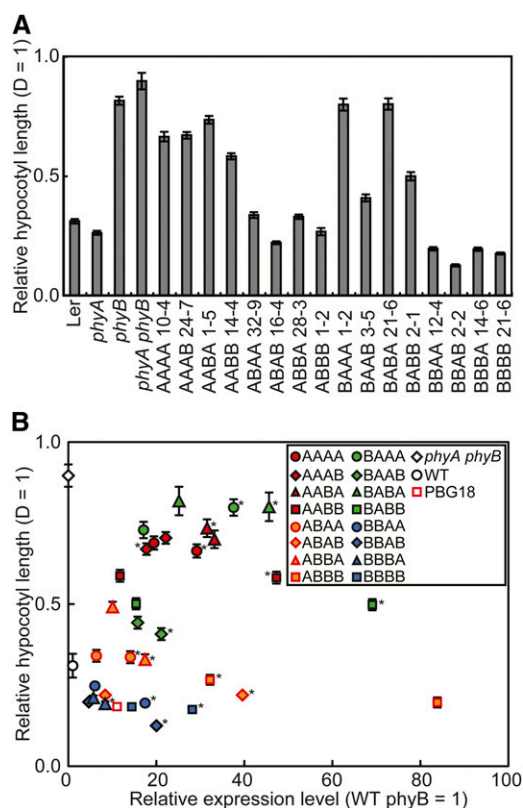 A
Relative hypocotyl length (D = 1)
1.0
0.5
0.0
Ler
phyA
phyB
phyA phyB
AAAA 10-4
AAAB 24-7
AABA 1-5
AABB 14-4
ABAA 32-9
ABAB 16-4
ABBA 28-3
ABBB 1-2
BAAA 1-2
BAAB 3-5
BABA 21-6
BABB 2-1
BBAA 12-4
BBAB 2-2
BBBA 14-6
BBBB 21-6
B
Relative hypocotyl length (D = 1)
1.0
0.5
0.0
AAAA
BAAA
phyA phyB
AAAB
BAAB
WT
AABA
BABA
PBG18
AABB
BABB
ABAA
BBAA
ABAB
BBAB
ABBA
BBBA
ABBB
BBBB
* * * * * * * * * * * * * * * *
0
20
40
60
80
100
Relative expression level (WT phyB = 1)